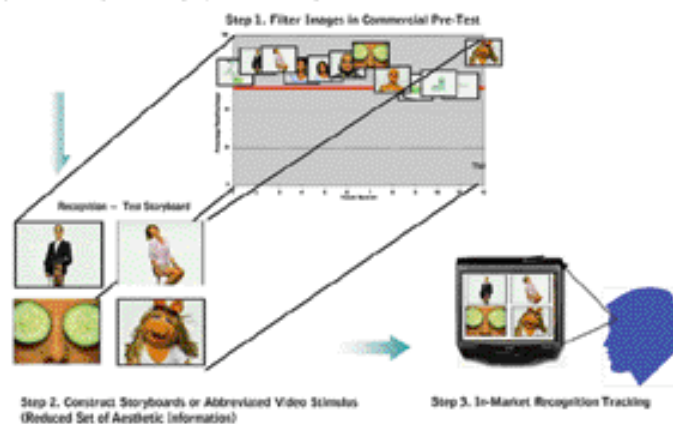 Step 1. Filter Images in Commercial Pre-Test
Recognition – Test Storyboard
Step 2. Construct Storyboards or Abbreviated Video Stimulus
(Reduced Set of Aesthetic Information)
Step 3. In-Market Recognition Tracking